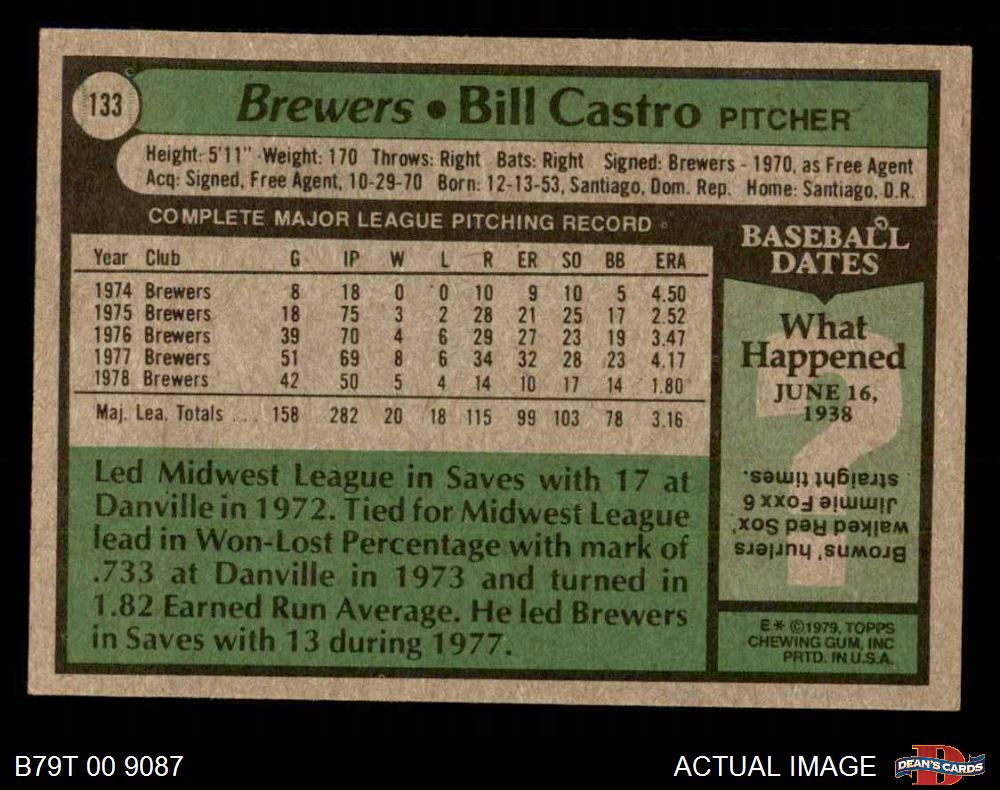 133
Brewers • Bill Castro PITCHER
Height: 5'11" Weight: 170 Throws: Right Bats: Right Signed: Brewers - 1970, as Free Agent
Acq: Signed, Free Agent, 10-29-70 Born: 12-13-53, Santiago, Dom. Rep. Home: Santiago, D.R.
COMPLETE MAJOR LEAGUE PITCHING RECORD
Year Club G IP W L R ER SO BB ERA
1974 Brewers 8 18 0 0 10 9 10 5 4.50
1975 Brewers 18 75 3 2 28 21 25 17 2.52
1976 Brewers 39 70 4 6 29 27 23 19 3.47
1977 Brewers 51 69 8 6 34 32 28 23 4.17
1978 Brewers 42 50 5 4 14 10 17 14 1.80
Maj. Lea. Totals ... 158 282 20 18 115 99 103 78 3.16
Led Midwest League in Saves with 17 at
Danville in 1972. Tied for Midwest League
lead in Won-Lost Percentage with mark of
.733 at Danville in 1973 and turned in
1.82 Earned Run Average. He led Brewers
in Saves with 13 during 1977.
BASEBALL
DATES
What
Happened
JUNE 16,
1938
?
Browns' hurlers
walked Red Sox'
Jimmie Foxx 6
straight times.
E* ©1979, TOPPS
CHEWING GUM, INC
PRTD. IN U.S.A.
B79T 00 9087
ACTUAL IMAGE
D
DEAN'S CARDS